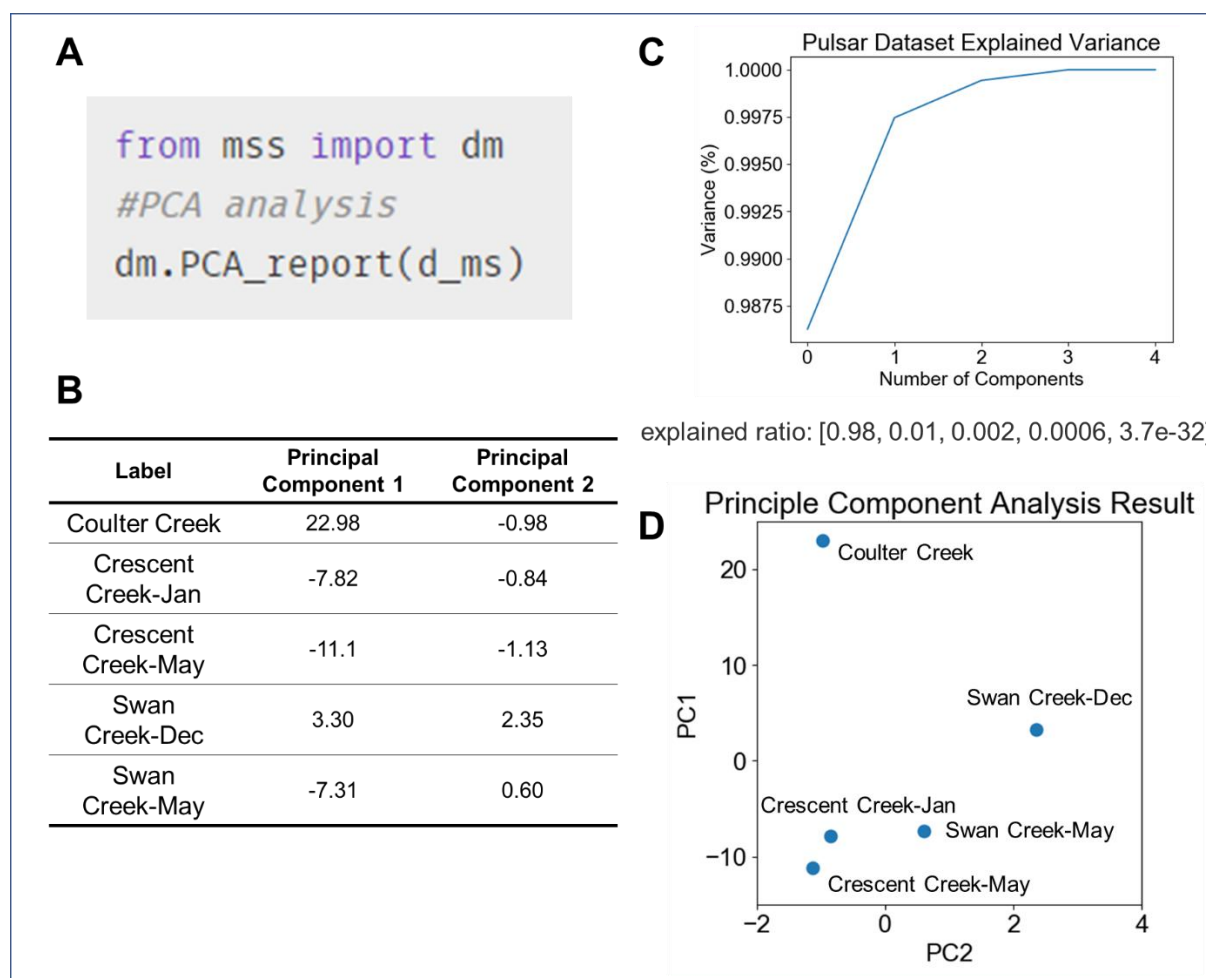 A
from mss import dm
#PCA analysis
dm.PCA_report(d_ms)
B
Label Principal Component 1 Principal Component 2
Coulter Creek 22.98 -0.98
Crescent Creek-Jan -7.82 -0.84
Crescent Creek-May -11.1 -1.13
Swan Creek-Dec 3.30 2.35
Swan Creek-May -7.31 0.60
C
Pulsar Dataset Explained Variance
1.0000
0.9975
0.9950
0.9925
0.9900
0.9875
Variance (%)
0 1 2 3 4
Number of Components
explained ratio: [0.98, 0.01, 0.002, 0.0006, 3.7e-32]
D
Principle Component Analysis Result
20
10
0
−10
PC1
Coulter Creek
Swan Creek-Dec
Crescent Creek-Jan
Swan Creek-May
Crescent Creek-May
−2 0 2 4
PC2